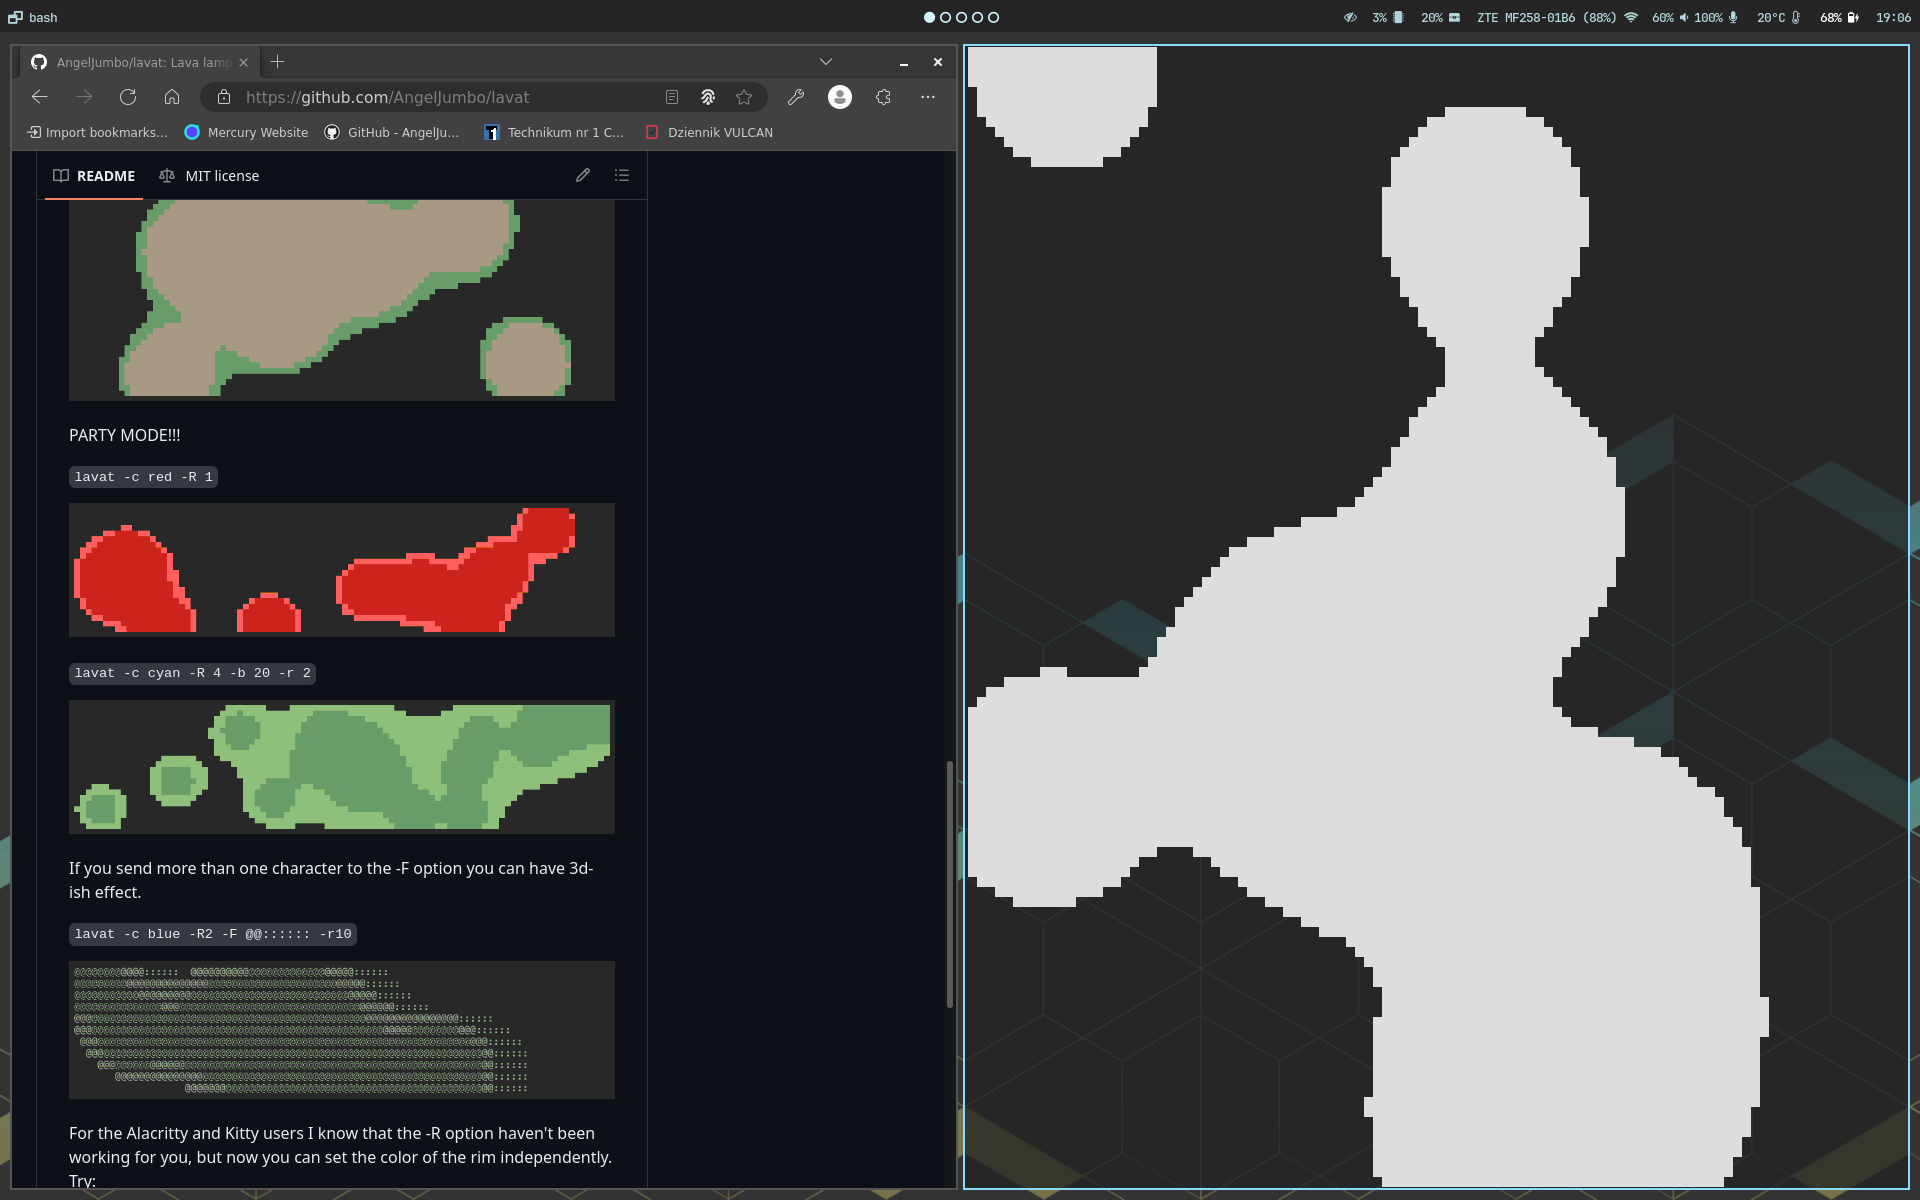 bash
3%
20%
ZTE MF258-01B6 (88%)
60%
100%
20°C
68%
19:06
AngelJumbo/lavat: Lava lamp
https://github.com/AngelJumbo/lavat
Import bookmarks...
Mercury Website
GitHub - AngelJu...
Technikum nr 1 C...
Dziennik VULCAN
README
MIT license
PARTY MODE!!!
lavat -c red -R 1
lavat -c cyan -R 4 -b 20 -r 2
If you send more than one character to the -F option you can have 3d-
ish effect.
lavat -c blue -R2 -F @@:::::: -r10
For the Alacritty and Kitty users I know that the -R option haven't been
working for you, but now you can set the color of the rim independently.
Try: